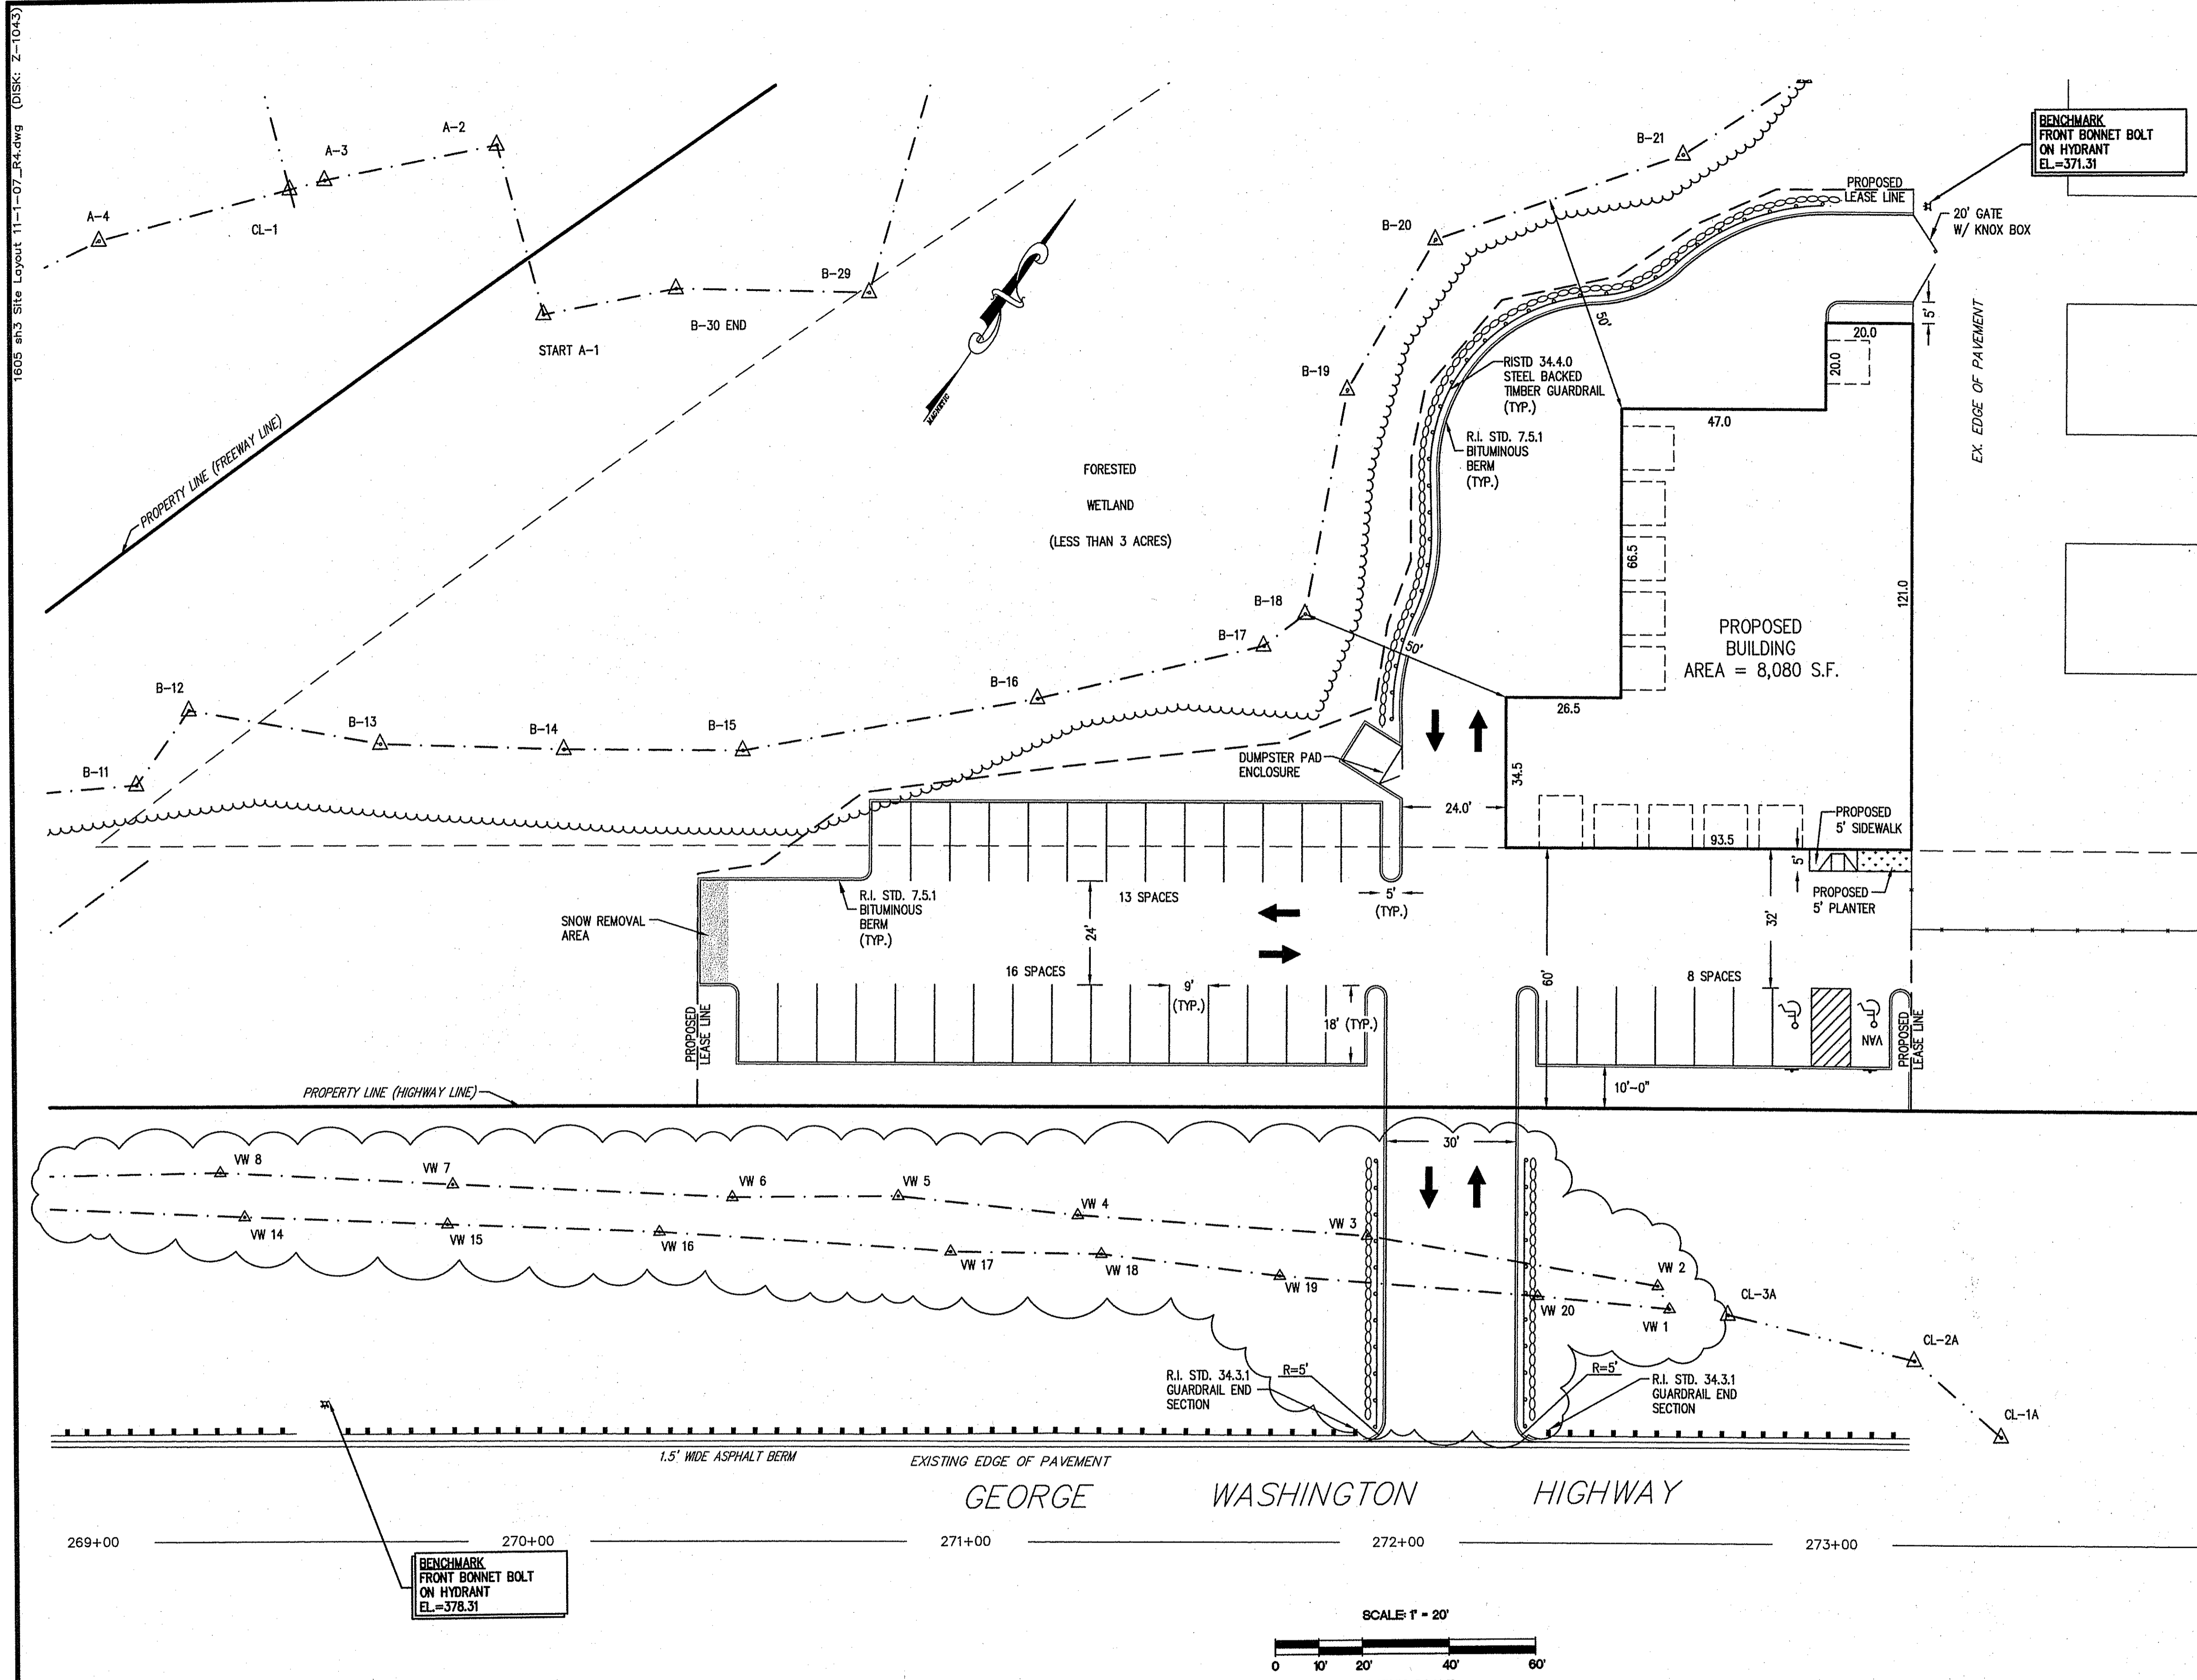 1605 sh3 Site Layout 11-1-07_R4.dwg (DISK: Z-1043)
A-4
CL-1
A-3
A-2
START A-1
B-30 END
B-29
PROPERTY LINE (FREEWAY LINE)
MAGNETIC
FORESTED
WETLAND
(LESS THAN 3 ACRES)
B-21
B-20
B-19
B-18
B-17
B-16
B-15
B-14
B-13
B-12
B-11
BENCHMARK
FRONT BONNET BOLT
ON HYDRANT
EL.=371.31
PROPOSED
LEASE LINE
20' GATE
W/ KNOX BOX
EX. EDGE OF PAVEMENT
5'
20.0
20.0
50'
RISTD 34.4.0
STEEL BACKED
TIMBER GUARDRAIL
(TYP.)
R.I. STD. 7.5.1
BITUMINOUS
BERM
(TYP.)
47.0
66.5
121.0
PROPOSED
BUILDING
AREA = 8,080 S.F.
50'
26.5
34.5
93.5
DUMPSTER PAD
ENCLOSURE
24.0'
PROPOSED
5' SIDEWALK
5'
PROPOSED
5' PLANTER
32'
60'
SNOW REMOVAL
AREA
R.I. STD. 7.5.1
BITUMINOUS
BERM
(TYP.)
13 SPACES
24'
5'
(TYP.)
16 SPACES
9'
(TYP.)
18' (TYP.)
8 SPACES
VAN
PROPOSED
LEASE LINE
PROPOSED
LEASE LINE
10'-0"
PROPERTY LINE (HIGHWAY LINE)
30'
VW 8
VW 7
VW 6
VW 5
VW 4
VW 3
VW 2
VW 14
VW 15
VW 16
VW 17
VW 18
VW 19
VW 20
VW 1
CL-3A
CL-2A
CL-1A
R.I. STD. 34.3.1
GUARDRAIL END
SECTION
R=5'
R=5'
R.I. STD. 34.3.1
GUARDRAIL END
SECTION
1.5' WIDE ASPHALT BERM
EXISTING EDGE OF PAVEMENT
GEORGE WASHINGTON HIGHWAY
269+00 270+00 271+00 272+00 273+00
BENCHMARK
FRONT BONNET BOLT
ON HYDRANT
EL.=378.31
SCALE: 1" = 20'
0 10' 20' 40' 60'